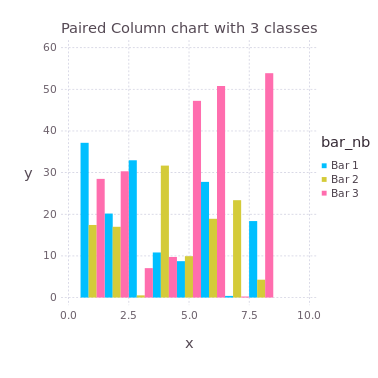 Paired Column chart with 3 classes
60
50
40
30
20
10
0
y
0.0 2.5 5.0 7.5 10.0
x
bar_nb
Bar 1
Bar 2
Bar 3